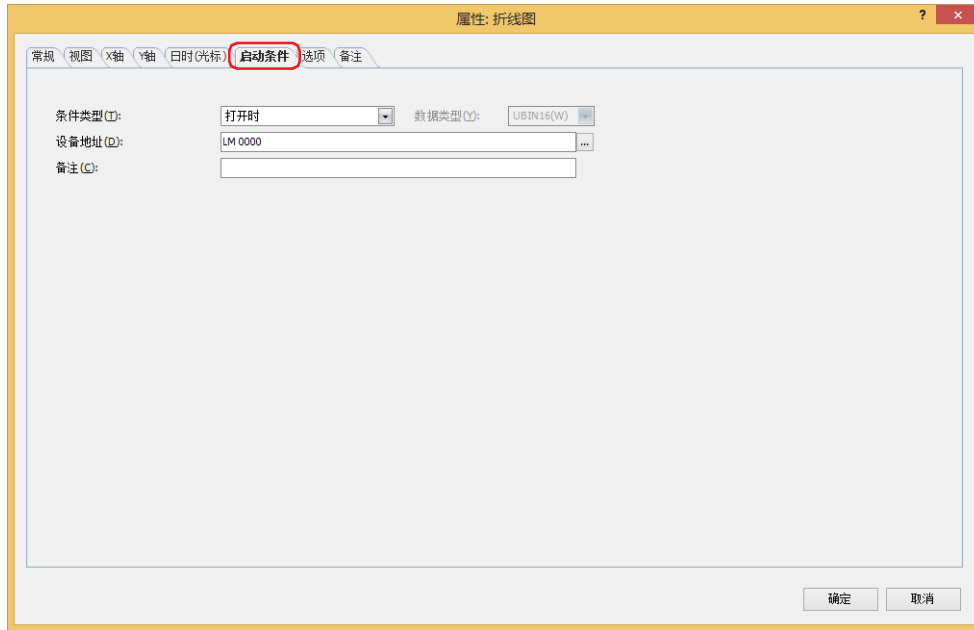 属性: 折线图
? ×
常规 视图 X轴 Y轴 日时(光标) 启动条件 选项 备注
条件类型(T): 打开时 数据类型(Y): UBIN16(W)
设备地址(D): LM 0000 ...
备注(C):
确定 取消